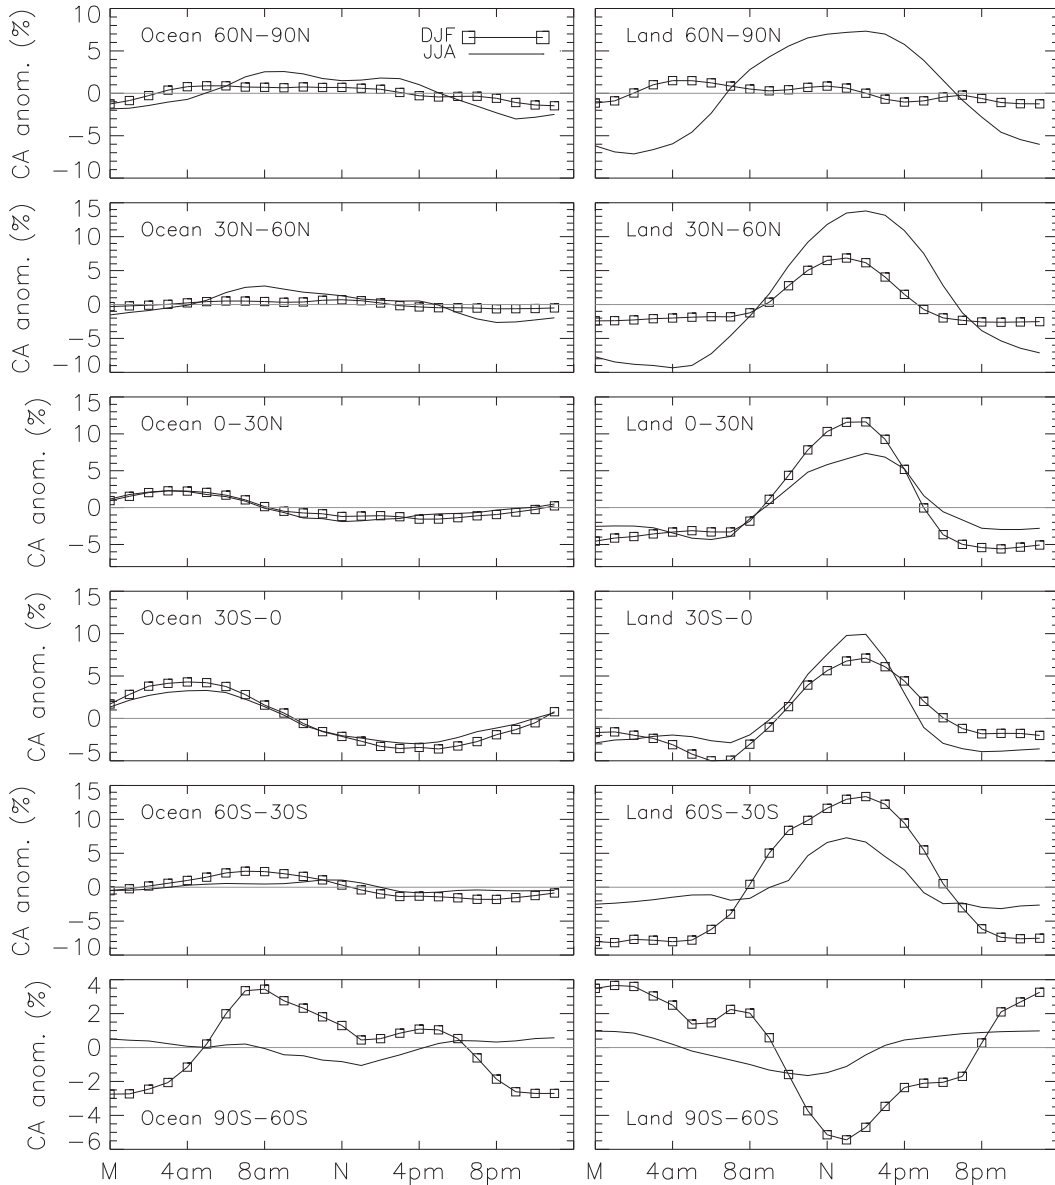 CA anom. (%)
10
5
0
−5
−10
Ocean 60N−90N
DJF
JJA
Land 60N−90N
CA anom. (%)
15
10
5
0
−5
−10
Ocean 30N−60N
Land 30N−60N
CA anom. (%)
15
10
5
0
−5
Ocean 0−30N
Land 0−30N
CA anom. (%)
15
10
5
0
−5
Ocean 30S−0
Land 30S−0
CA anom. (%)
15
10
5
0
−5
−10
Ocean 60S−30S
Land 60S−30S
CA anom. (%)
4
2
0
−2
−4
−6
Ocean 90S−60S
Land 90S−60S
M 4am 8am N 4pm 8pm
M 4am 8am N 4pm 8pm